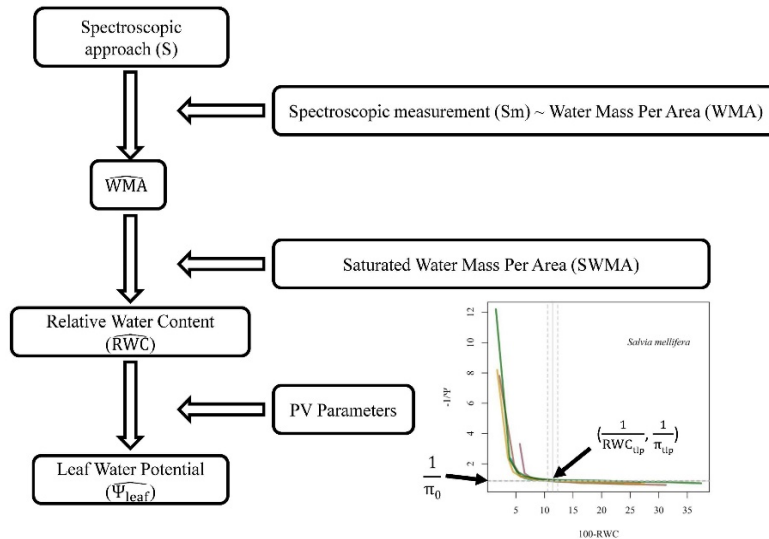 Spectroscopic
approach (S)
Spectroscopic measurement (Sm) ~ Water Mass Per Area (WMA)
WMA
Saturated Water Mass Per Area (SWMA)
Relative Water Content
(RWC)
PV Parameters
Leaf Water Potential
(Ψleaf)
Salvia mellifera
-1/Ψ
12
10
8
6
4
2
5
10
15
20
25
30
35
100-RWC
(1/RWCtlp, 1/πtlp)
1/π0